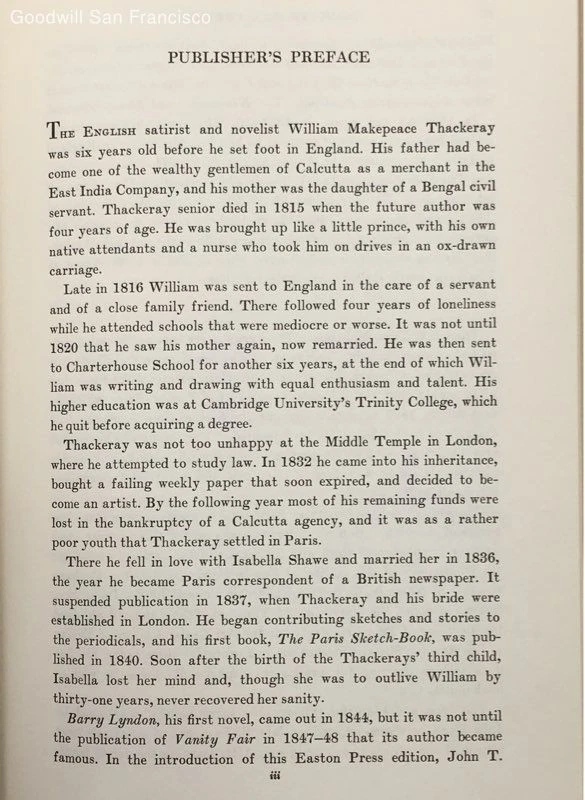 Goodwill San Francisco
PUBLISHER'S PREFACE
THE ENGLISH satirist and novelist William Makepeace Thackeray
was six years old before he set foot in England. His father had be-
come one of the wealthy gentlemen of Calcutta as a merchant in the
East India Company, and his mother was the daughter of a Bengal civil
servant. Thackeray senior died in 1815 when the future author was
four years of age. He was brought up like a little prince, with his own
native attendants and a nurse who took him on drives in an ox-drawn
carriage.
Late in 1816 William was sent to England in the care of a servant
and of a close family friend. There followed four years of loneliness
while he attended schools that were mediocre or worse. It was not until
1820 that he saw his mother again, now remarried. He was then sent
to Charterhouse School for another six years, at the end of which Wil-
liam was writing and drawing with equal enthusiasm and talent. His
higher education was at Cambridge University's Trinity College, which
he quit before acquiring a degree.
Thackeray was not too unhappy at the Middle Temple in London,
where he attempted to study law. In 1832 he came into his inheritance,
bought a failing weekly paper that soon expired, and decided to be-
come an artist. By the following year most of his remaining funds were
lost in the bankruptcy of a Calcutta agency, and it was as a rather
poor youth that Thackeray settled in Paris.
There he fell in love with Isabella Shawe and married her in 1836,
the year he became Paris correspondent of a British newspaper. It
suspended publication in 1837, when Thackeray and his bride were
established in London. He began contributing sketches and stories to
the periodicals, and his first book, The Paris Sketch-Book, was pub-
lished in 1840. Soon after the birth of the Thackerays' third child,
Isabella lost her mind and, though she was to outlive William by
thirty-one years, never recovered her sanity.
Barry Lyndon, his first novel, came out in 1844, but it was not until
the publication of Vanity Fair in 1847–48 that its author became
famous. In the introduction of this Easton Press edition, John T.
iii